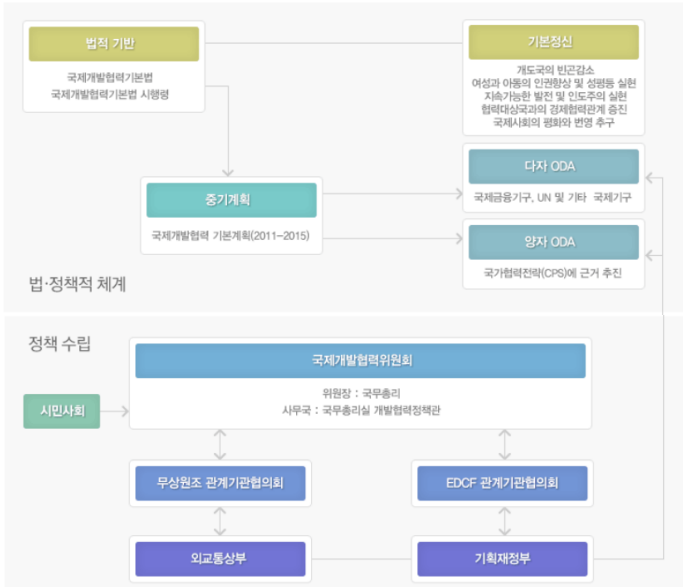 법적 기반
국제개발협력기본법
국제개발협력기본법 시행령
기본정신
개도국의 빈곤감소
여성과 아동의 인권향상 및 성평등 실현
지속가능한 발전 및 인도주의 실현
협력대상국과의 경제협력관계 증진
국제사회의 평화와 번영 추구
중기계획
국제개발협력 기본계획(2011-2015)
다자 ODA
국제금융기구, UN 및 기타 국제기구
양자 ODA
국가협력전략(CPS)에 근거 추진
법·정책적 체계
정책 수립
국제개발협력위원회
위원장 : 국무총리
사무국 : 국무총리실 개발협력정책관
시민사회
무상원조 관계기관협의회
EDCF 관계기관협의회
외교통상부
기획재정부